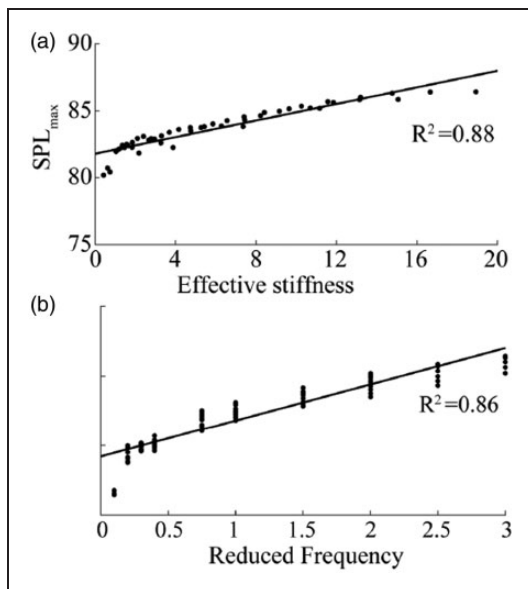 (a)
90
85
80
75
SPLmax
R²=0.88
0 4 8 12 16 20
Effective stiffness
(b)
R²=0.86
0 0.5 1 1.5 2 2.5 3
Reduced Frequency